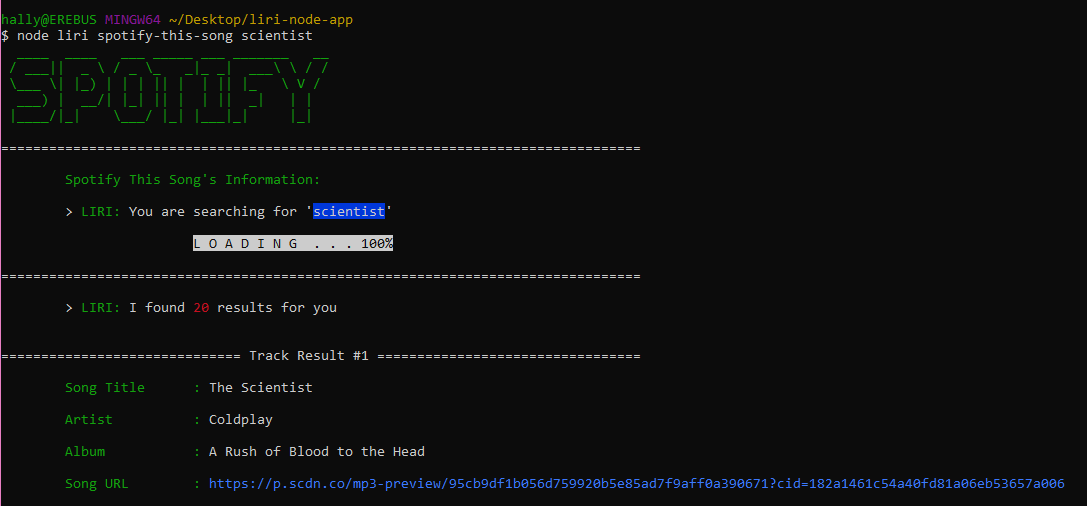 hally@EREBUS MINGW64 ~/Desktop/liri-node-app
$ node liri spotify-this-song scientist
SPOTIFY
================================================================================
Spotify This Song's Information:
> LIRI: You are searching for 'scientist'
L O A D I N G  . . . 100%
================================================================================
> LIRI: I found 20 results for you
============================== Track Result #1 =================================
Song Title      : The Scientist
Artist          : Coldplay
Album           : A Rush of Blood to the Head
Song URL        : https://p.scdn.co/mp3-preview/95cb9df1b056d759920b5e85ad7f9aff0a390671?cid=182a1461c54a40fd81a06eb53657a006